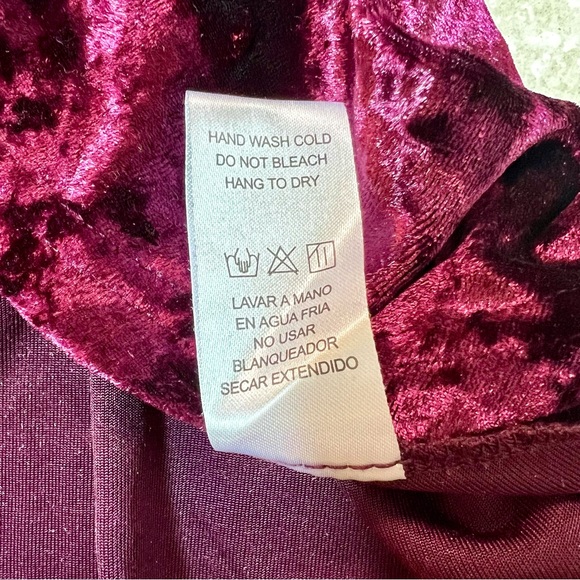 HAND WASH COLD
DO NOT BLEACH
HANG TO DRY
LAVAR A MANO
EN AGUA FRIA
NO USAR
BLANQUEADOR
SECAR EXTENDIDO